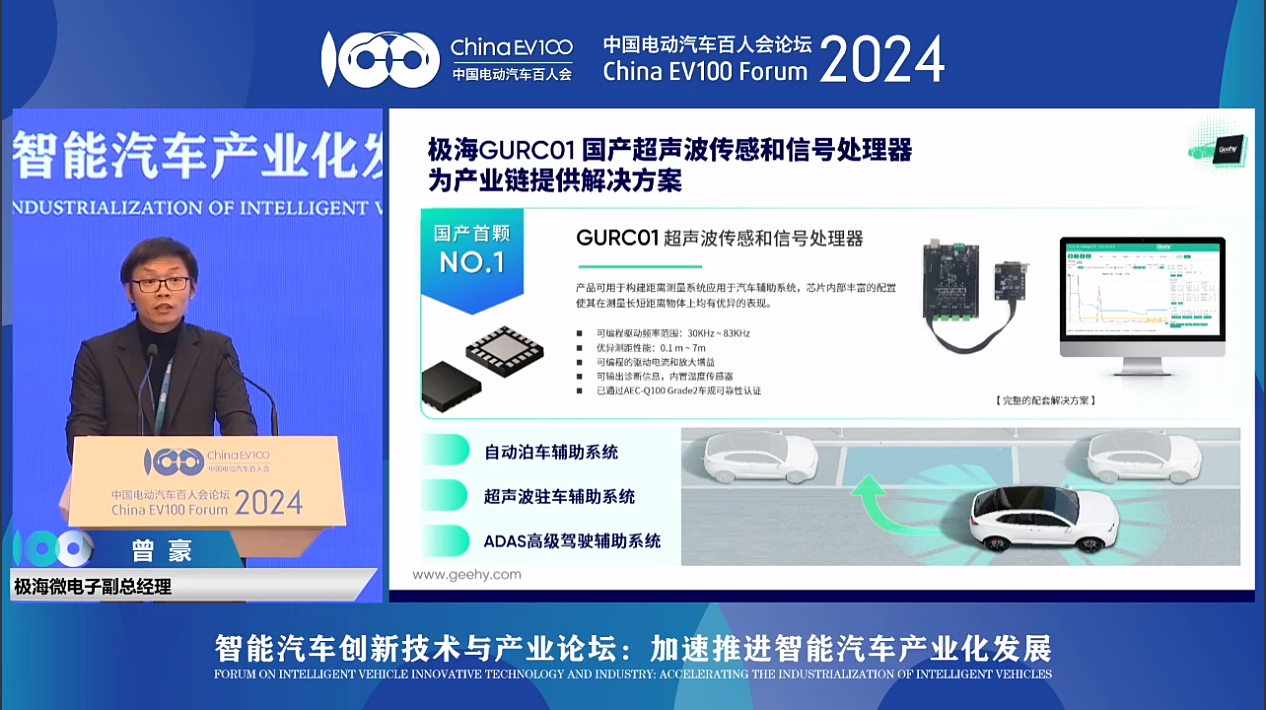 ChinaEV100
中国电动汽车百人会
中国电动汽车百人会论坛
China EV100 Forum
2024
智能汽车产业化发
NDUSTRIALIZATION OF INTELLIGENT V
ChinaEV100
中国电动汽车百人会
中国电动汽车百人会论坛
China EV100 Forum
2024
曾 豪
极海微电子副总经理
极海GURC01 国产超声波传感和信号处理器
为产业链提供解决方案
Geehy
国产首颗
NO.1
GURC01 超声波传感和信号处理器
产品可用于构建距离测量系统应用于汽车辅助系统，芯片内部丰富的配置
使其在测量长短距离物体上均有优异的表现。
■ 可编程驱动频率范围：30KHz ~ 83KHz
■ 优异测距性能：0.1 m ~ 7m
■ 可编程的驱动电流和放大增益
■ 可输出诊断信息，内置温度传感器
■ 已通过AEC-Q100 Grade2车规可靠性认证
【 完整的配套解决方案 】
自动泊车辅助系统
超声波驻车辅助系统
ADAS高级驾驶辅助系统
www.geehy.com
智能汽车创新技术与产业论坛：加速推进智能汽车产业化发展
FORUM ON INTELLIGENT VEHICLE INNOVATIVE TECHNOLOGY AND INDUSTRY: ACCELERATING THE INDUSTRIALIZATION OF INTELLIGENT VEHICLES